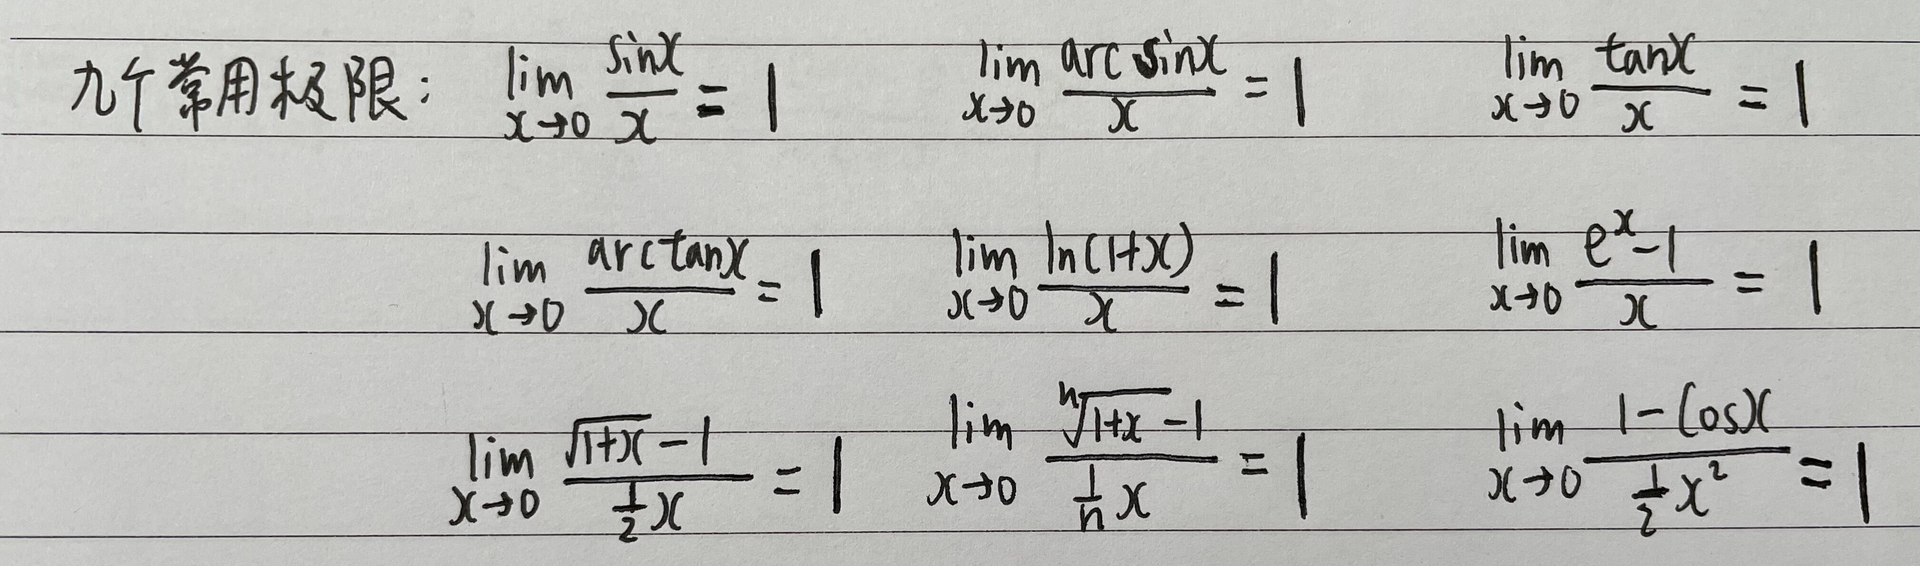 九个常用极限: $\lim_{x \to 0} \frac{\sin x}{x} = 1$ $\lim_{x \to 0} \frac{\arcsin x}{x} = 1$ $\lim_{x \to 0} \frac{\tan x}{x} = 1$
$\lim_{x \to 0} \frac{\arctan x}{x} = 1$ $\lim_{x \to 0} \frac{\ln(1+x)}{x} = 1$ $\lim_{x \to 0} \frac{e^x - 1}{x} = 1$
$\lim_{x \to 0} \frac{\sqrt{1+x} - 1}{\frac{1}{2}x} = 1$ $\lim_{x \to 0} \frac{\sqrt[n]{1+x} - 1}{\frac{1}{n}x} = 1$ $\lim_{x \to 0} \frac{1 - \cos x}{\frac{1}{2}x^2} = 1$